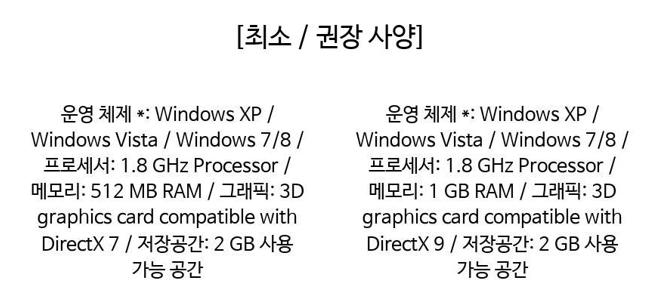 [최소 / 권장 사양]
운영 체제 *: Windows XP /
Windows Vista / Windows 7/8 /
프로세서: 1.8 GHz Processor /
메모리: 512 MB RAM / 그래픽: 3D
graphics card compatible with
DirectX 7 / 저장공간: 2 GB 사용
가능 공간
운영 체제 *: Windows XP /
Windows Vista / Windows 7/8 /
프로세서: 1.8 GHz Processor /
메모리: 1 GB RAM / 그래픽: 3D
graphics card compatible with
DirectX 9 / 저장공간: 2 GB 사용
가능 공간